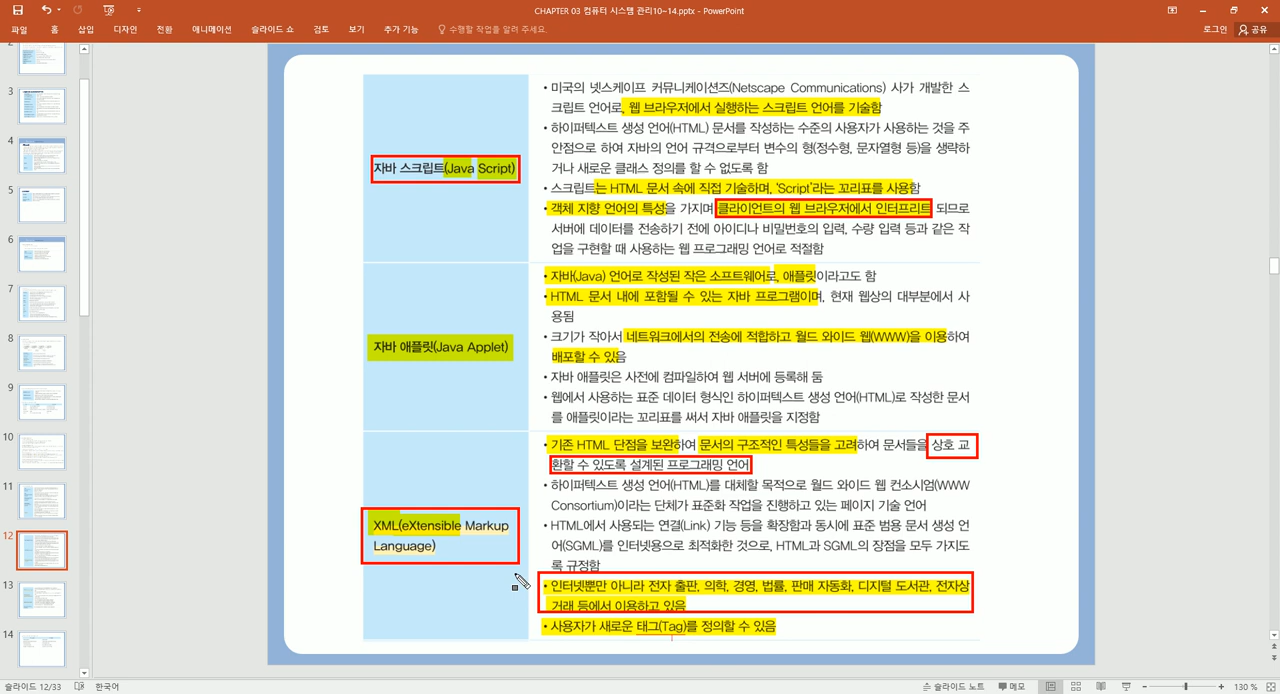 CHAPTER 03 컴퓨터 시스템 관리10~14.pptx - PowerPoint
파일 홈 삽입 디자인 전환 애니메이션 슬라이드 쇼 검토 보기 추가 기능 수행할 작업을 알려 주세요. 로그인 공유
2
3
4
5
6
7
8
9
10
11
12
13
14
자바 스크립트(Java Script)
• 미국의 넷스케이프 커뮤니케이션즈(Netscape Communications) 사가 개발한 스
크립트 언어로, 웹 브라우저에서 실행하는 스크립트 언어를 기술함
• 하이퍼텍스트 생성 언어(HTML) 문서를 작성하는 수준의 사용자가 사용하는 것을 주
안점으로 하여 자바의 언어 규격으로부터 변수의 형(정수형, 문자열형 등)을 생략하
거나 새로운 클래스 정의를 할 수 없도록 함
• 스크립트는 HTML 문서 속에 직접 기술하며, 'Script'라는 꼬리표를 사용함
• 객체 지향 언어의 특성을 가지며 클라이언트의 웹 브라우저에서 인터프리트 되므로
서버에 데이터를 전송하기 전에 아이디나 비밀번호의 입력, 수량 입력 등과 같은 작
업을 구현할 때 사용하는 웹 프로그래밍 언어로 적절함
자바 애플릿(Java Applet)
• 자바(Java) 언어로 작성된 작은 소프트웨어로, 애플릿이라고도 함
• HTML 문서 내에 포함될 수 있는 자바 프로그램이며, 현재 웹상의 대부분에서 사
용됨
• 크기가 작아서 네트워크에서의 전송에 적합하고 월드 와이드 웹(WWW)을 이용하여
배포할 수 있음
• 자바 애플릿은 사전에 컴파일하여 웹 서버에 등록해 둠
• 웹에서 사용하는 표준 데이터 형식인 하이퍼텍스트 생성 언어(HTML)로 작성한 문서
를 애플릿이라는 꼬리표를 써서 자바 애플릿을 지정함
XML(eXtensible Markup
Language)
• 기존 HTML 단점을 보완하여 문서의 구조적인 특성들을 고려하여 문서들을 상호 교
환할 수 있도록 설계된 프로그래밍 언어
• 하이퍼텍스트 생성 언어(HTML)를 대체할 목적으로 월드 와이드 웹 컨소시엄(WWW
Consortium)이라는 단체가 표준화 작업을 진행하고 있는 페이지 기술 언어
• HTML에서 사용되는 연결(Link) 기능 등을 확장함과 동시에 표준 범용 문서 생성 언
어(SGML)를 인터넷용으로 최적화한 것으로, HTML과 SGML의 장점을 모두 가지도
록 규정함
• 인터넷뿐만 아니라 전자 출판, 의학, 경영, 법률, 판매 자동화, 디지털 도서관, 전자상
거래 등에서 이용하고 있음
• 사용자가 새로운 태그(Tag)를 정의할 수 있음
슬라이드 12/33 한국어 슬라이드 노트 메모 130 %